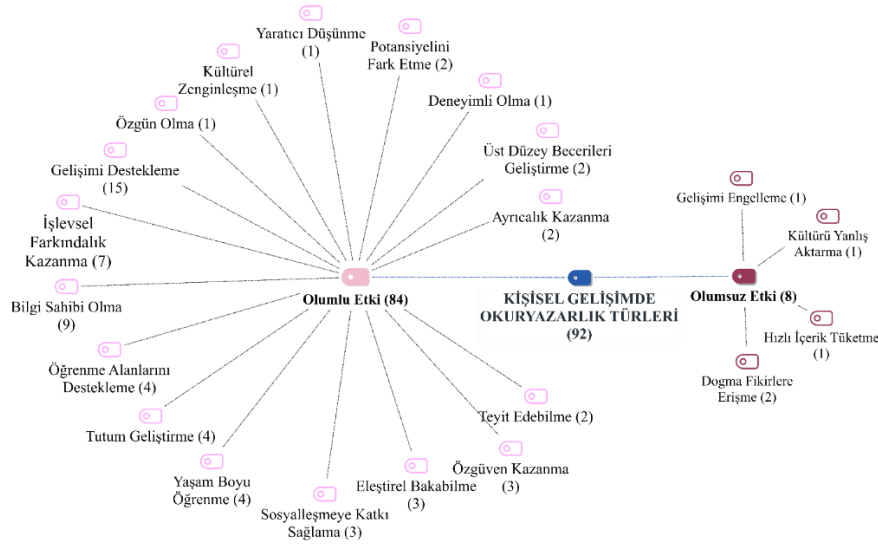 Yaratıcı Düşünme
(1)
Potansiyelini
Fark Etme (2)
Kültürel
Zenginleşme (1)
Deneyimli Olma (1)
Özgün Olma (1)
Üst Düzey Becerileri
Geliştirme (2)
Gelişimi Destekleme
(15)
Ayrıcalık Kazanma
(2)
İşlevsel
Farkındalık
Kazanma (7)
Bilgi Sahibi Olma
(9)
Olumlu Etki (84)
KİŞİSEL GELİŞİMDE
OKURYAZARLIK TÜRLERİ
(92)
Gelişimi Engelleme (1)
Kültürü Yanlış
Aktarma (1)
Olumsuz Etki (8)
Hızlı İçerik Tüketme
(1)
Dogma Fikirlere
Erişme (2)
Öğrenme Alanlarını
Destekleme (4)
Tutum Geliştirme (4)
Yaşam Boyu
Öğrenme (4)
Sosyalleşmeye Katkı
Sağlama (3)
Eleştirel Bakabilme
(3)
Özgüven Kazanma
(3)
Teyit Edebilme (2)